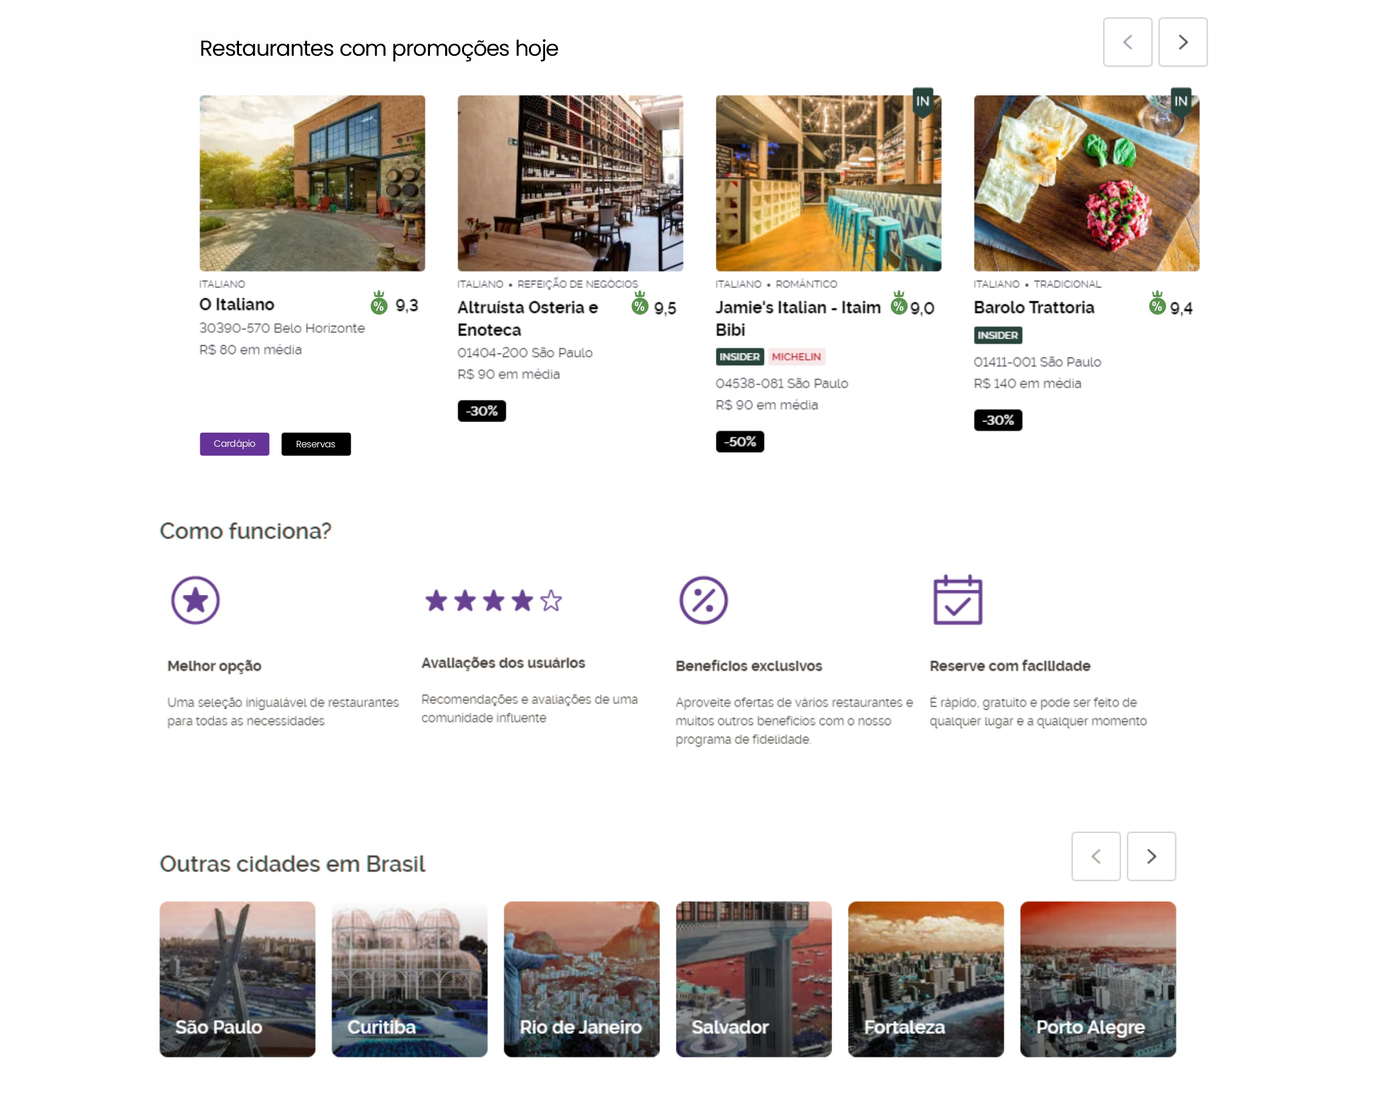 Restaurantes com promoções hoje
IN
IN
ITALIANO
O Italiano
% 9,3
30390-570 Belo Horizonte
R$ 80 em média
Cardápio
Reservas
ITALIANO • REFEIÇÃO DE NEGÓCIOS
Altruísta Osteria e
Enoteca
% 9,5
01404-200 São Paulo
R$ 90 em média
-30%
ITALIANO • ROMÂNTICO
Jamie's Italian - Itaim
Bibi
% 9,0
INSIDER MICHELIN
04538-081 São Paulo
R$ 90 em média
-50%
ITALIANO • TRADICIONAL
Barolo Trattoria
% 9,4
INSIDER
01411-001 São Paulo
R$ 140 em média
-30%
Como funciona?
Melhor opção
Uma seleção inigualável de restaurantes
para todas as necessidades
Avaliações dos usuários
Recomendações e avaliações de uma
comunidade influente
Benefícios exclusivos
Aproveite ofertas de vários restaurantes e
muitos outros benefícios com o nosso
programa de fidelidade.
Reserve com facilidade
É rápido, gratuito e pode ser feito de
qualquer lugar e a qualquer momento
Outras cidades em Brasil
São Paulo
Curitiba
Rio de Janeiro
Salvador
Fortaleza
Porto Alegre